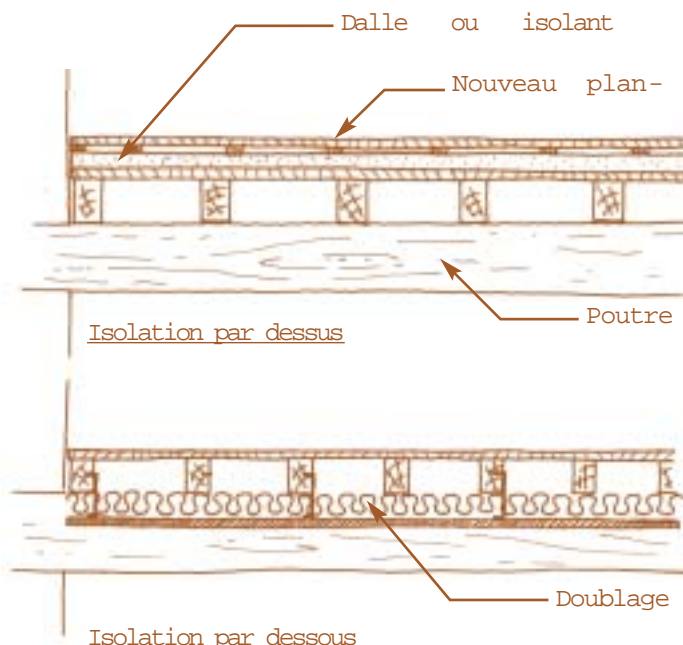 Dalle ou isolant
Nouveau plan-
Poutre
Isolation par dessus
Doublage
Isolation par dessous